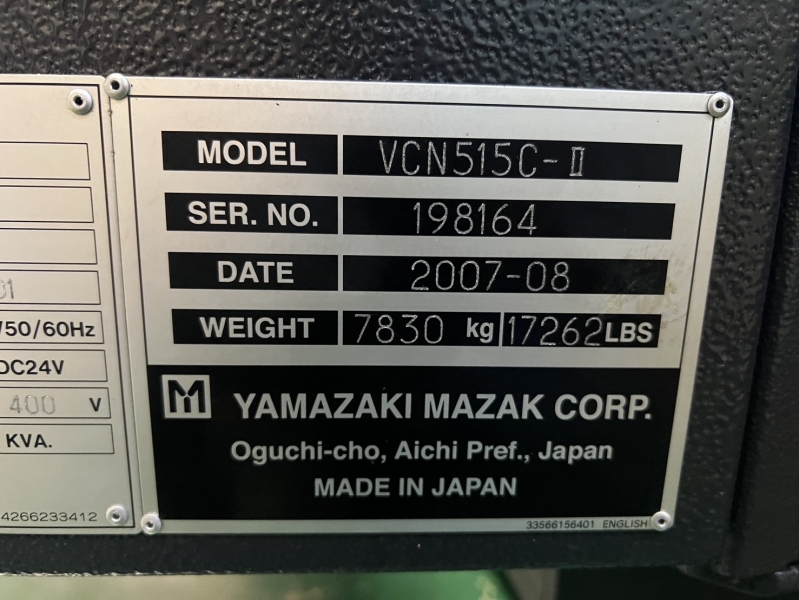 01
/50/60Hz
DC24V
400 V
KVA.
4266233412
MODEL VCN515C-II
SER. NO. 198164
DATE 2007-08
WEIGHT 7830 kg 17262 LBS
YAMAZAKI MAZAK CORP.
Oguchi-cho, Aichi Pref., Japan
MADE IN JAPAN
33566156401 ENGLISH